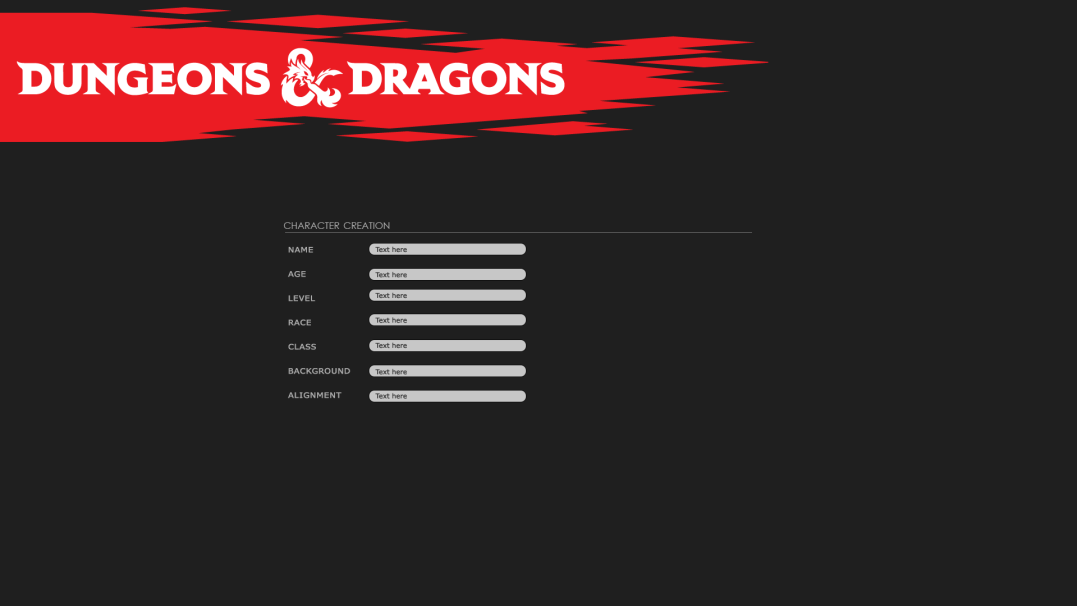 DUNGEONS & DRAGONS
CHARACTER CREATION
NAME Text here
AGE Text here
LEVEL Text here
RACE Text here
CLASS Text here
BACKGROUND Text here
ALIGNMENT Text here